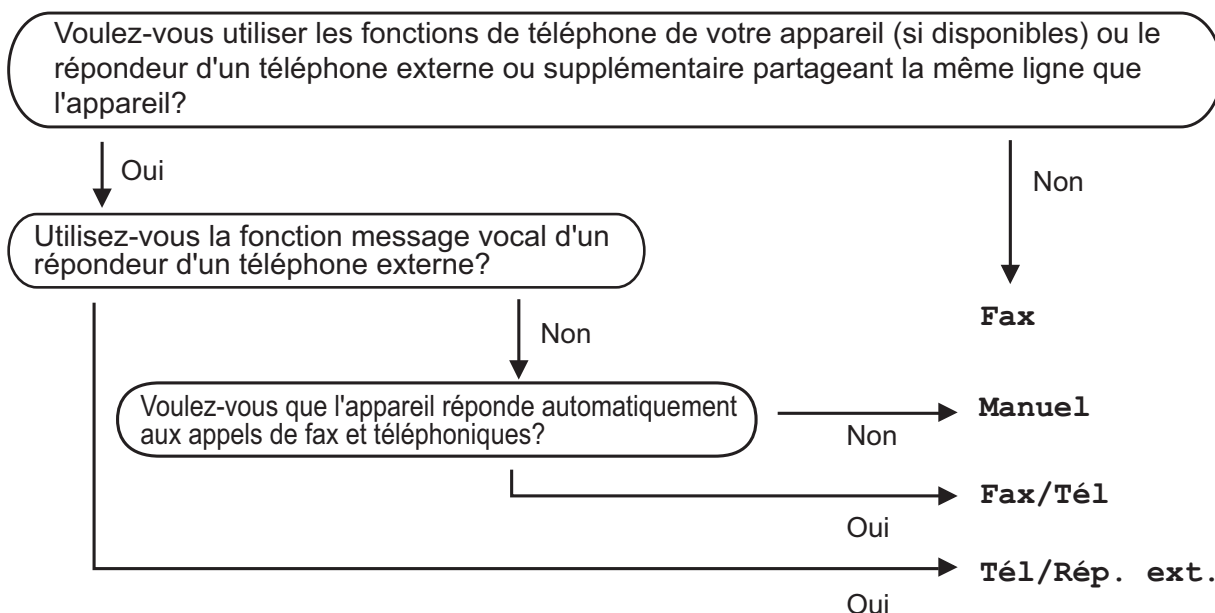 Voulez-vous utiliser les fonctions de téléphone de votre appareil (si disponibles) ou le
répondeur d'un téléphone externe ou supplémentaire partageant la même ligne que
l'appareil?
Oui
Non
Utilisez-vous la fonction message vocal d'un
répondeur d'un téléphone externe?
Fax
Non
Voulez-vous que l'appareil réponde automatiquement
aux appels de fax et téléphoniques?
Non
Manuel
Oui
Fax/Tél
Oui
Tél/Rép. ext.